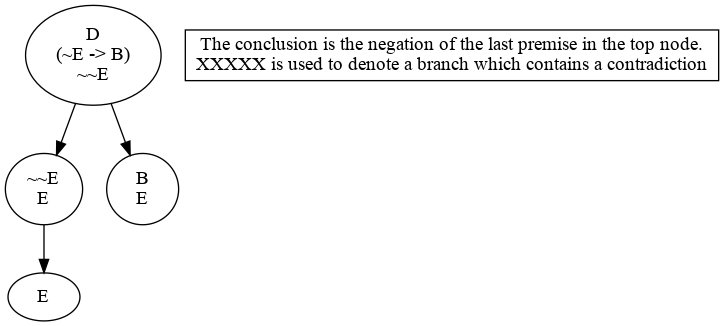 D
(~E -> B)
~~E
The conclusion is the negation of the last premise in the top node.
XXXXX is used to denote a branch which contains a contradiction
~~E
E
B
E
E